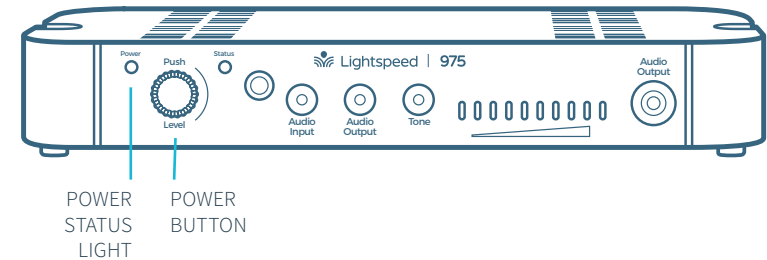 Power
Push
Level
Status
Lightspeed | 975
Audio
Input
Audio
Output
Tone
Audio
Output
POWER
STATUS
LIGHT
POWER
BUTTON